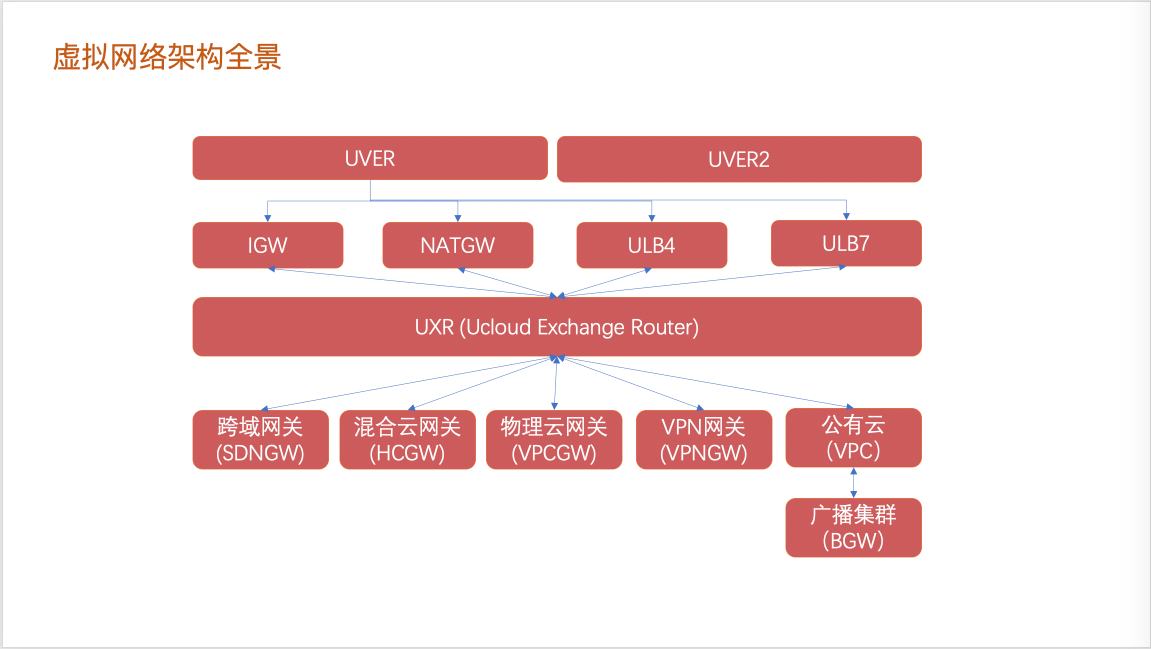 虚拟网络架构全景
UVER
UVER2
IGW
NATGW
ULB4
ULB7
UXR (Ucloud Exchange Router)
跨域网关
(SDNGW)
混合云网关
(HCGW)
物理云网关
(VPCGW)
VPN网关
(VPNGW)
公有云
（VPC）
广播集群
（BGW）